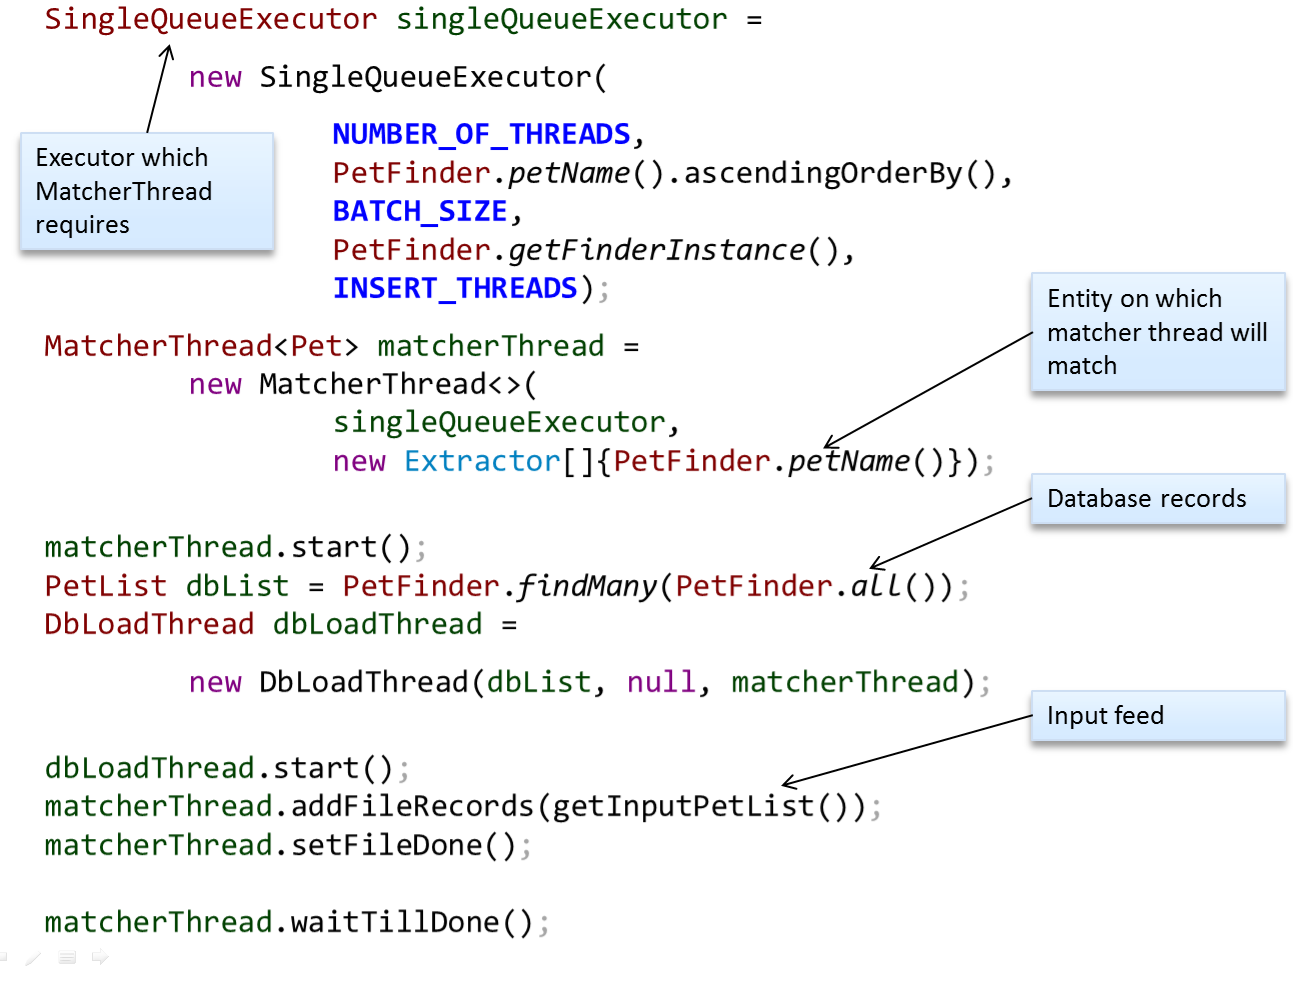 SingleQueueExecutor singleQueueExecutor =
new SingleQueueExecutor(
NUMBER_OF_THREADS,
PetFinder.petName().ascendingOrderBy(),
BATCH_SIZE,
PetFinder.getFinderInstance(),
INSERT_THREADS);
Executor which
MatcherThread
requires
MatcherThread<Pet> matcherThread =
new MatcherThread<>(
singleQueueExecutor,
new Extractor[]{PetFinder.petName()});
Entity on which
matcher thread will
match
matcherThread.start();
PetList dbList = PetFinder.findMany(PetFinder.all());
DbLoadThread dbLoadThread =
new DbLoadThread(dbList, null, matcherThread);
Database records
dbLoadThread.start();
matcherThread.addFileRecords(getInputPetList());
matcherThread.setFileDone();
Input feed
matcherThread.waitTillDone();